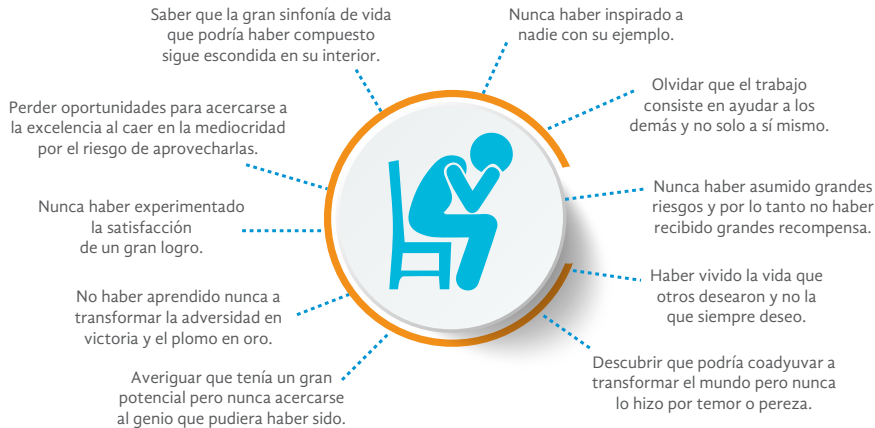 Saber que la gran sinfonía de vida
que podría haber compuesto
sigue escondida en su interior.
Nunca haber inspirado a
nadie con su ejemplo.
Olvidar que el trabajo
consiste en ayudar a los
demás y no solo a sí mismo.
Perder oportunidades para acercarse a
la excelencia al caer en la mediocridad
por el riesgo de aprovecharlas.
Nunca haber asumido grandes
riesgos y por lo tanto no haber
recibido grandes recompensa.
Nunca haber experimentado
la satisfacción
de un gran logro.
Haber vivido la vida que
otros desearon y no la
que siempre deseo.
No haber aprendido nunca a
transformar la adversidad en
victoria y el plomo en oro.
Descubrir que podría coadyuvar a
transformar el mundo pero nunca
lo hizo por temor o pereza.
Averiguar que tenía un gran
potencial pero nunca acercarse
al genio que pudiera haber sido.